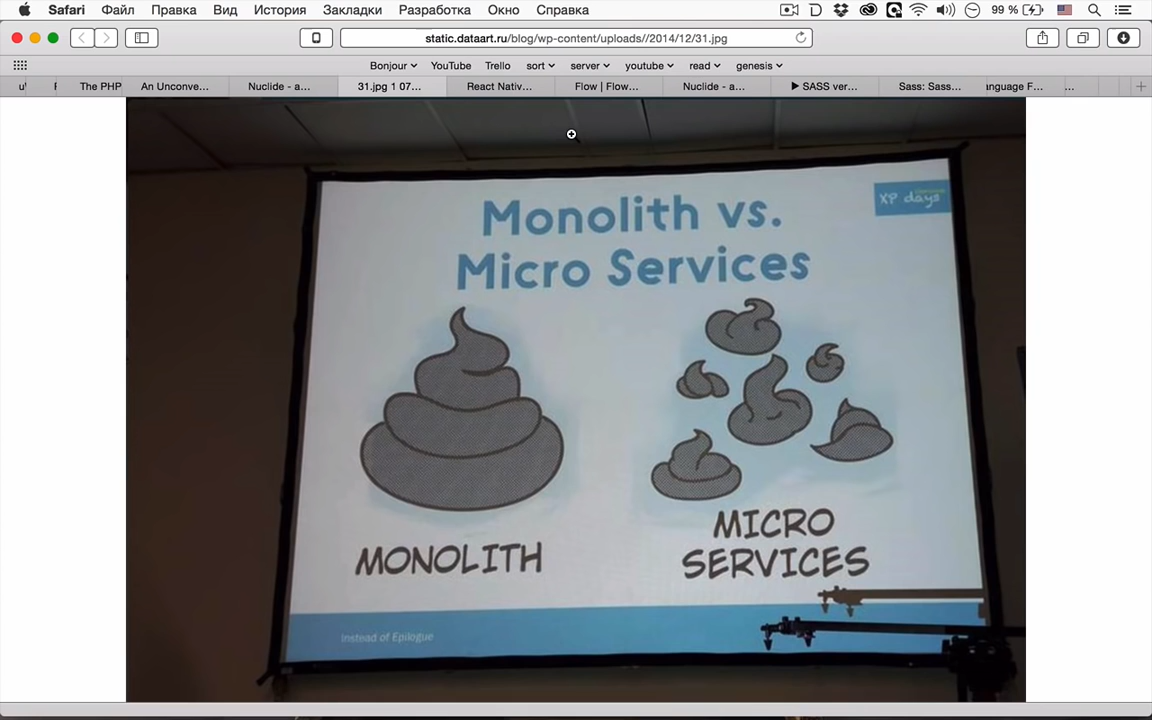 Safari Файл Правка Вид История Закладки Разработка Окно Справка 99 %
static.dataart.ru/blog/wp-content/uploads//2014/12/31.jpg
Bonjour YouTube Trello sort server youtube read genesis
The PHP An Unconve... Nuclide - a... 31.jpg 1 07... React Nativ... Flow | Flow... Nuclide - a... ▶ SASS ver... Sass: Sass... anguage F... ...
XP days
Monolith vs.
Micro Services
MONOLITH
MICRO
SERVICES
instead of Epilogue